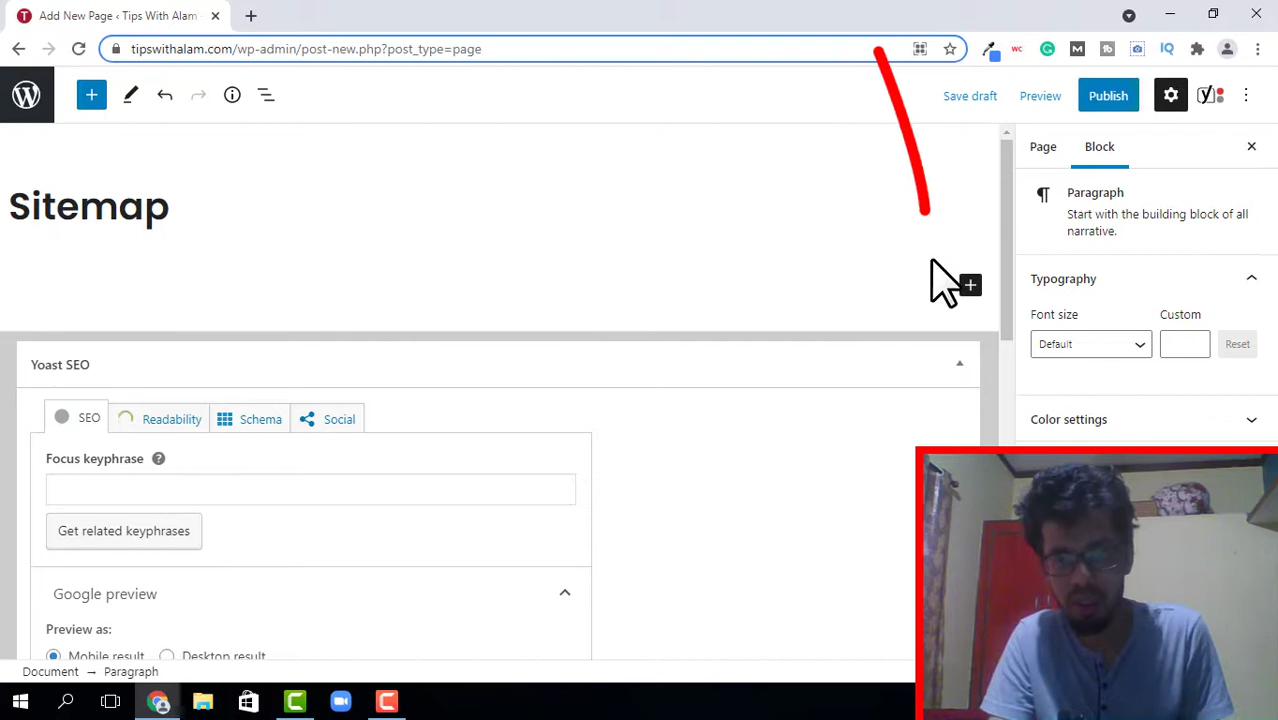 Add New Page ‹ Tips With Alam
tipswithalam.com/wp-admin/post-new.php?post_type=page
Save draft
Preview
Publish
Sitemap
Page
Block
Paragraph
Start with the building block of all
narrative.
Typography
Font size
Custom
Default
Reset
Color settings
Yoast SEO
SEO
Readability
Schema
Social
Focus keyphrase
Get related keyphrases
Google preview
Preview as:
Mobile result
Desktop result
Document → Paragraph